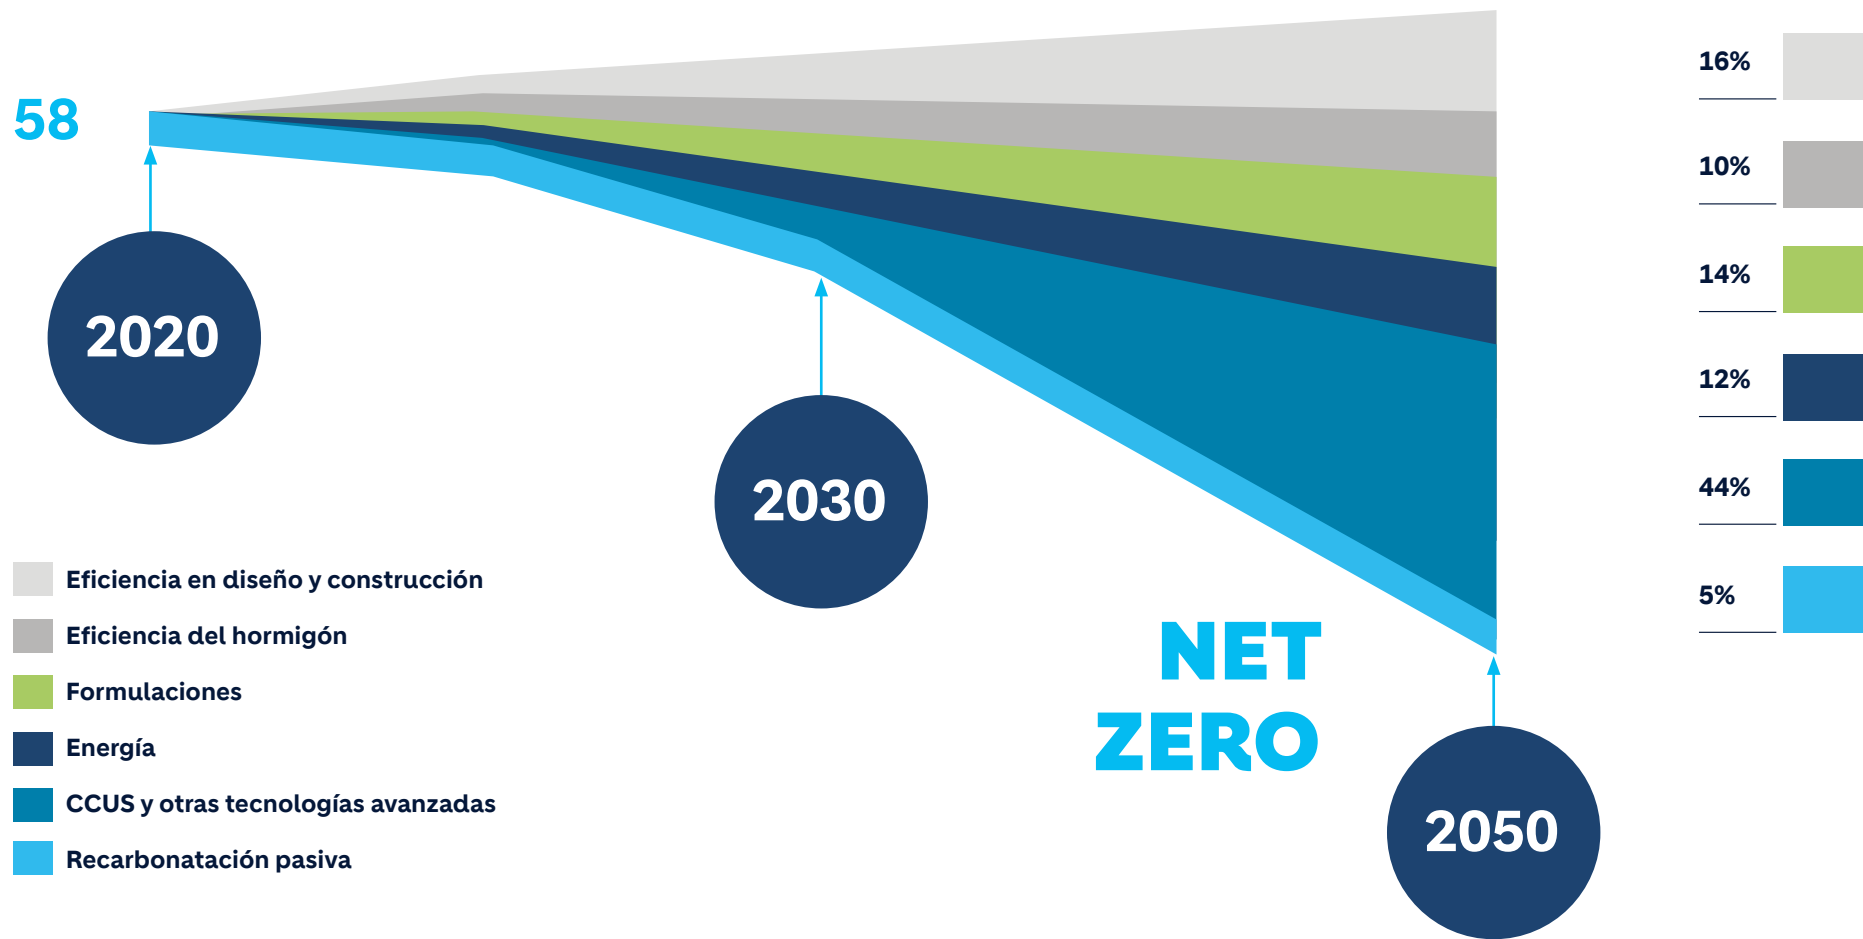 58
2020
2030
NET
ZERO
2050
Eficiencia en diseño y construcción
Eficiencia del hormigón
Formulaciones
Energía
CCUS y otras tecnologías avanzadas
Recarbonatación pasiva
16%
10%
14%
12%
44%
5%